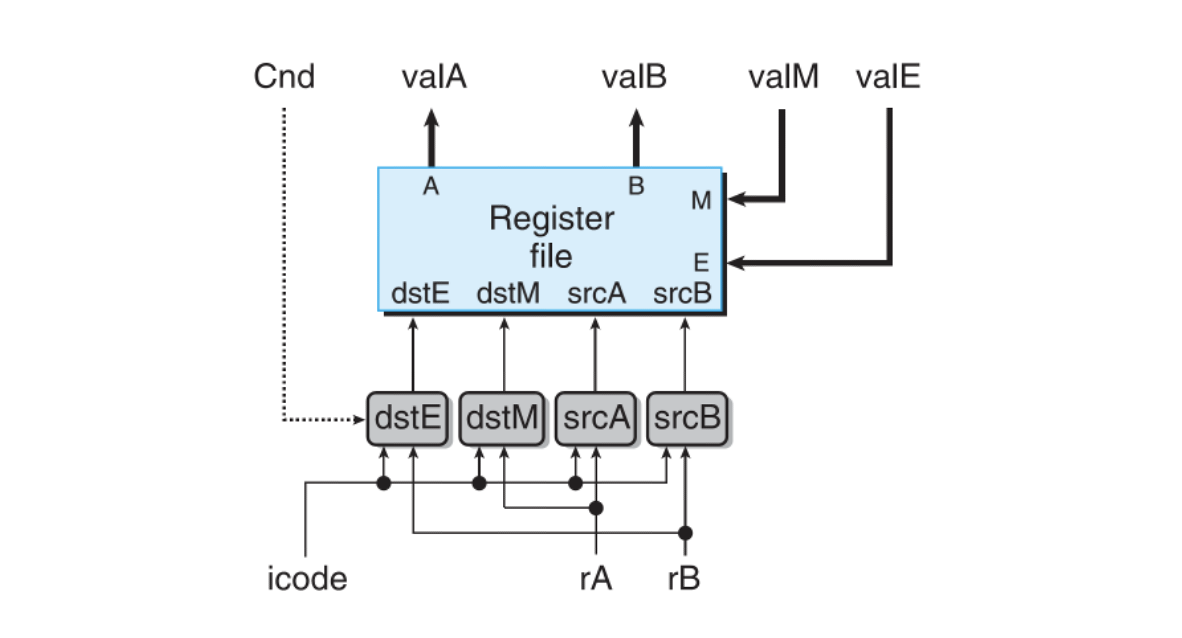 Cnd valA valB valM valE
A B
M
Register
file
E
dstE dstM srcA srcB
dstE dstM srcA srcB
icode rA rB